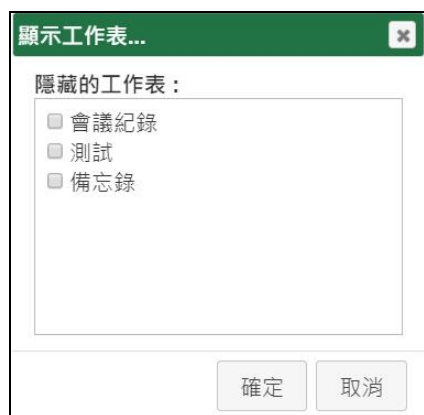 顯示工作表...
隱藏的工作表：
會議紀錄
測試
備忘錄
確定
取消